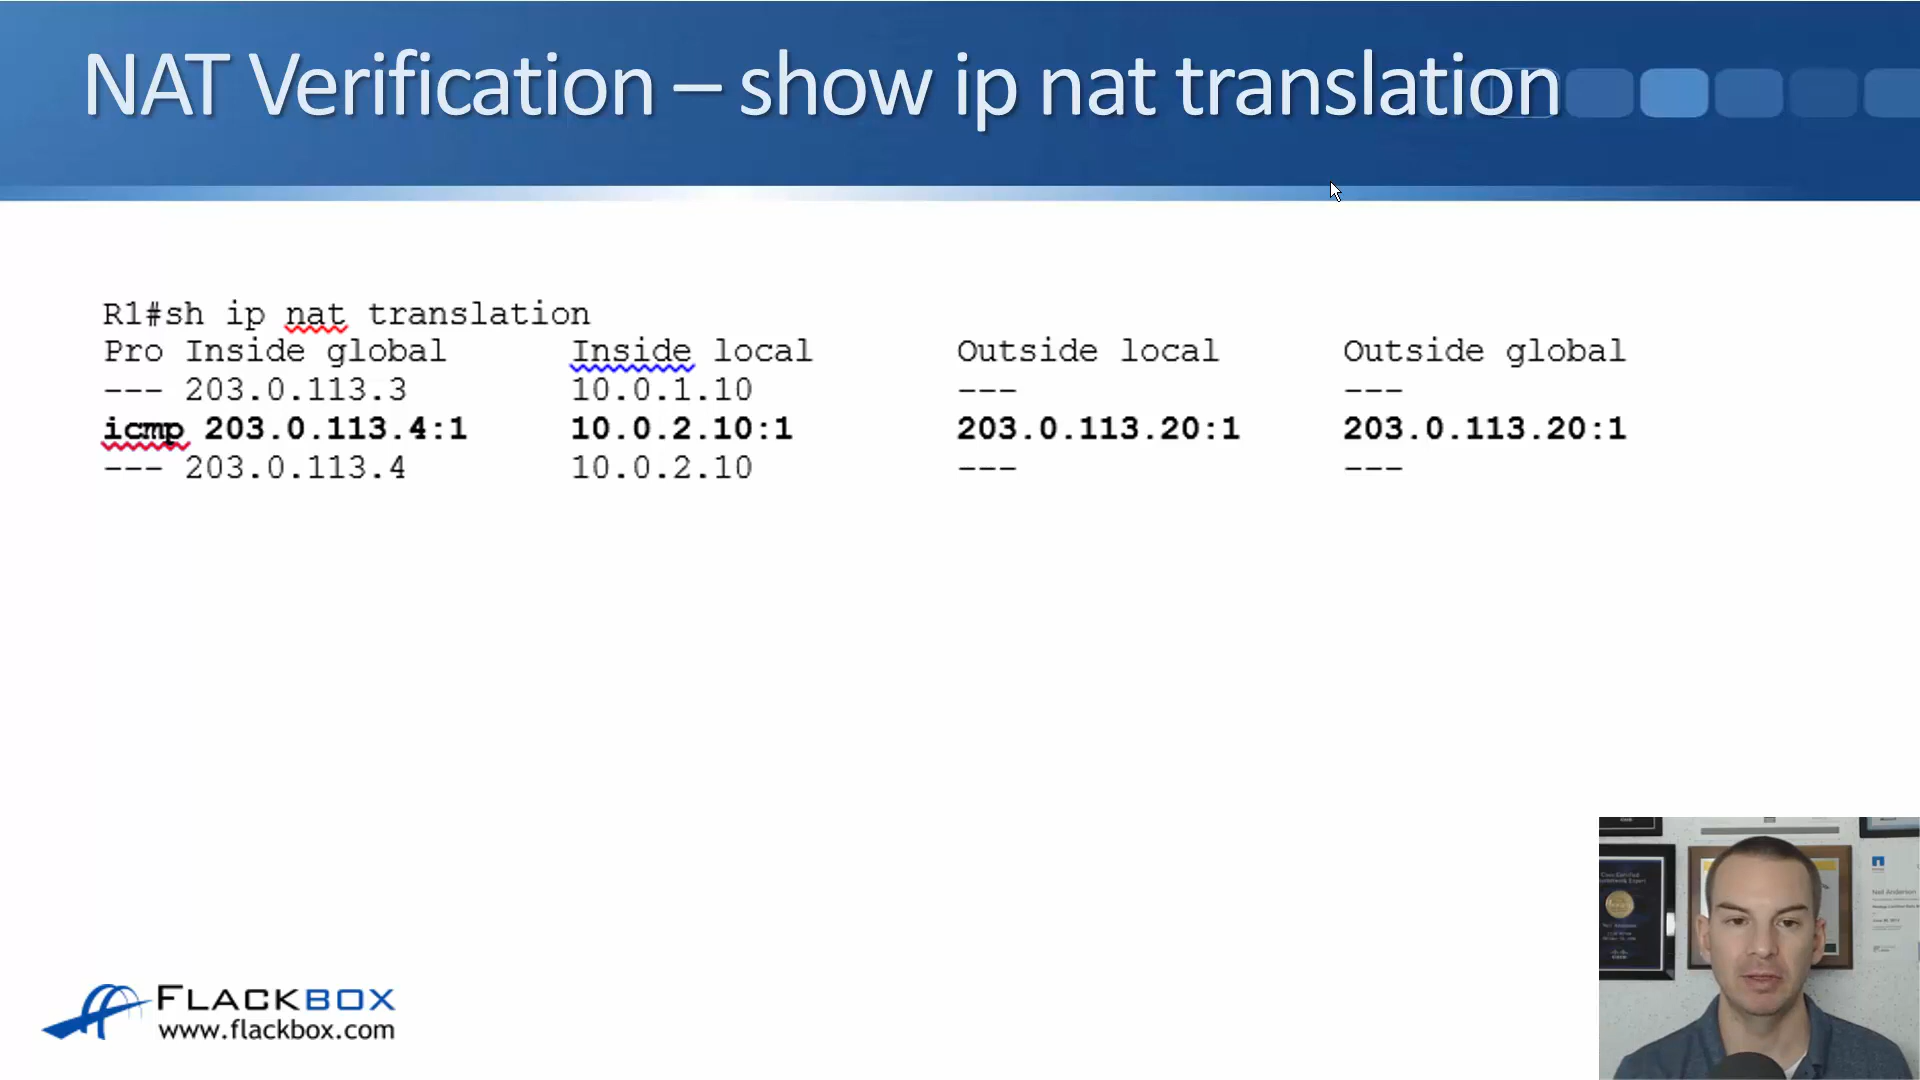 NAT Verification – show ip nat translation
R1#sh ip nat translation
Pro Inside global Inside local Outside local Outside global
--- 203.0.113.3 10.0.1.10 --- ---
icmp 203.0.113.4:1 10.0.2.10:1 203.0.113.20:1 203.0.113.20:1
--- 203.0.113.4 10.0.2.10 --- ---
FLACKBOX
www.flackbox.com
Neil Anderson